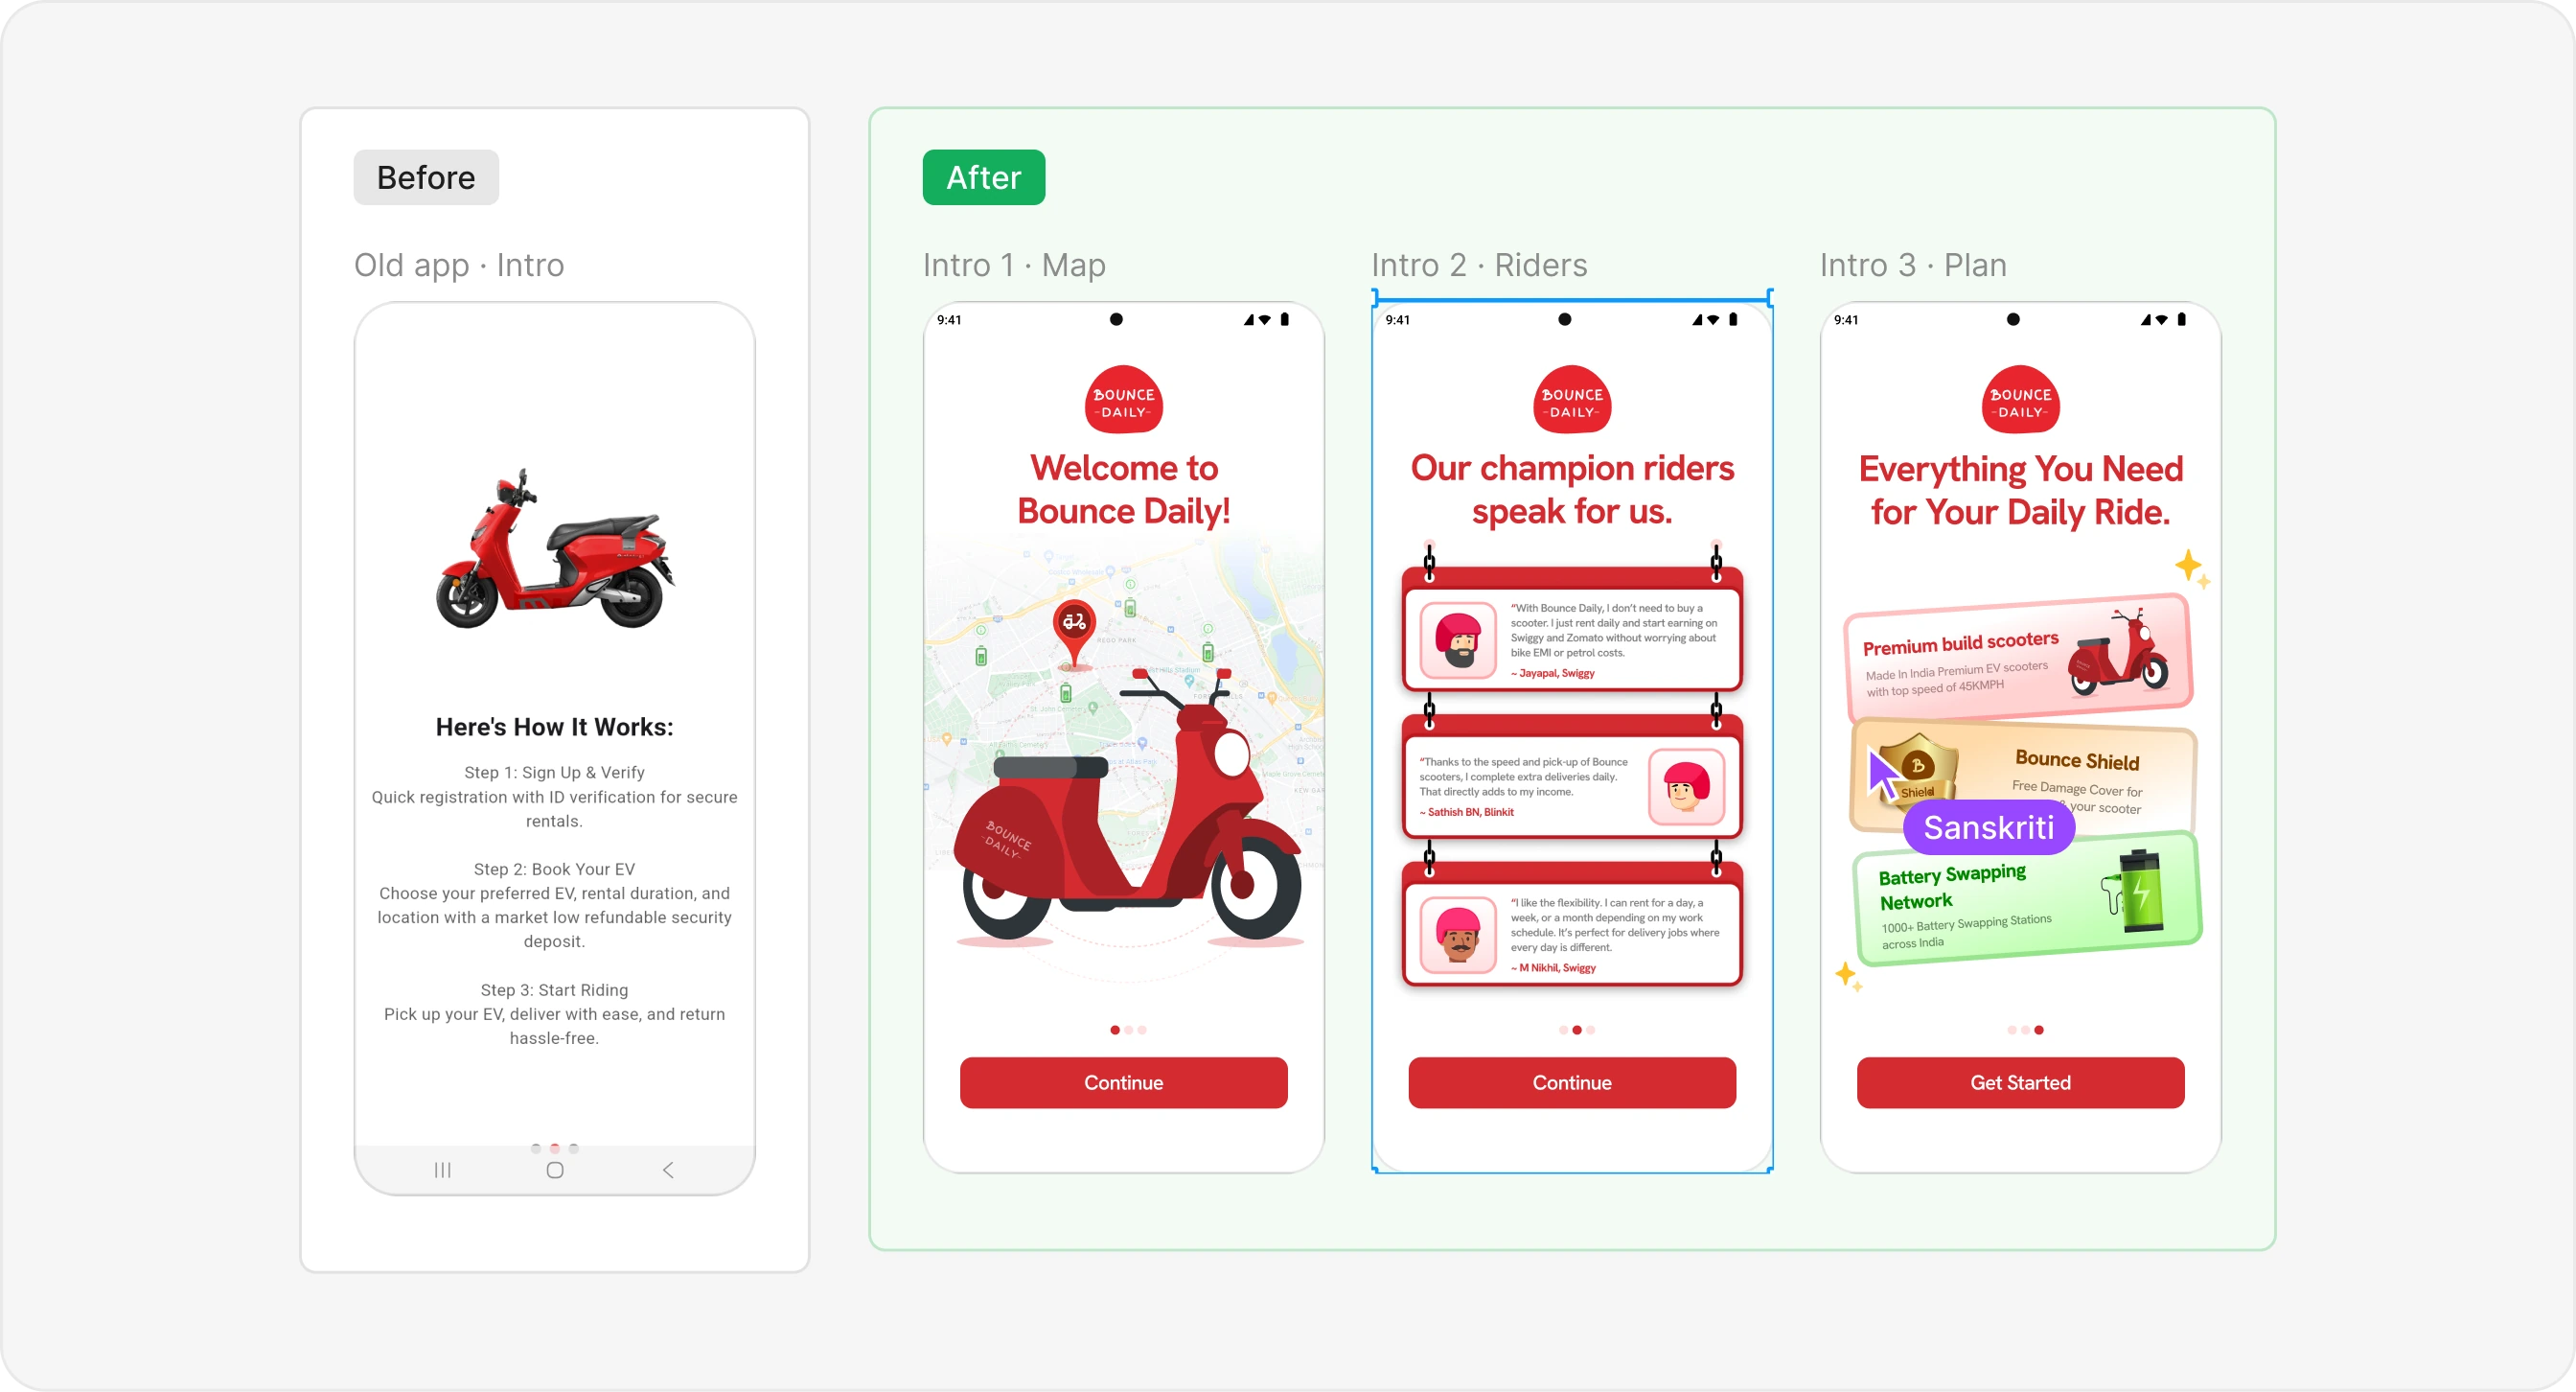 Before
Old app · Intro
Here's How It Works:
Step 1: Sign Up & Verify
Quick registration with ID verification for secure
rentals.
Step 2: Book Your EV
Choose your preferred EV, rental duration, and
location with a market low refundable security
deposit.
Step 3: Start Riding
Pick up your EV, deliver with ease, and return
hassle-free.
After
Intro 1 · Map
9:41
BOUNCE
-DAILY-
Welcome to
Bounce Daily!
REGO PARK
BOUNCE
-DAILY-
Continue
Intro 2 · Riders
9:41
BOUNCE
-DAILY-
Our champion riders
speak for us.
“With Bounce Daily, I don’t need to buy a
scooter. I just rent daily and start earning on
Swiggy and Zomato without worrying about
bike EMI or petrol costs.
~ Jayapal, Swiggy
“Thanks to the speed and pick-up of Bounce
scooters, I complete extra deliveries daily.
That directly adds to my income.
~ Sathish BN, Blinkit
“I like the flexibility. I can rent for a day, a
week, or a month depending on my work
schedule. It’s perfect for delivery jobs where
every day is different.
~ M Nikhil, Swiggy
Continue
Intro 3 · Plan
9:41
BOUNCE
-DAILY-
Everything You Need
for Your Daily Ride.
Premium build scooters
Made In India Premium EV scooters
with top speed of 45KMPH
B
Shield
Bounce Shield
Free Damage Cover for
& your scooter
Sanskriti
Battery Swapping
Network
1000+ Battery Swapping Stations
across India
Get Started